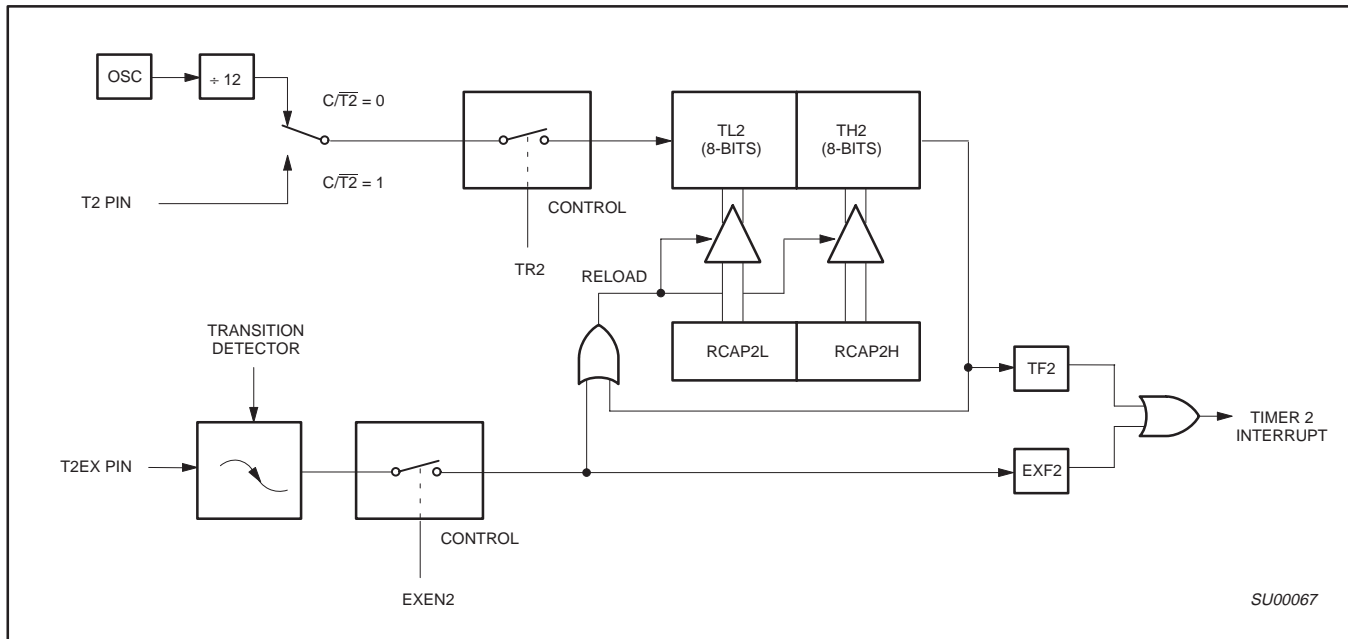 OSC
÷ 12
C/T2 = 0
C/T2 = 1
T2 PIN
CONTROL
TR2
TL2
(8-BITS)
TH2
(8-BITS)
RELOAD
RCAP2L
RCAP2H
TRANSITION
DETECTOR
T2EX PIN
CONTROL
EXEN2
TF2
EXF2
TIMER 2
INTERRUPT
SU00067